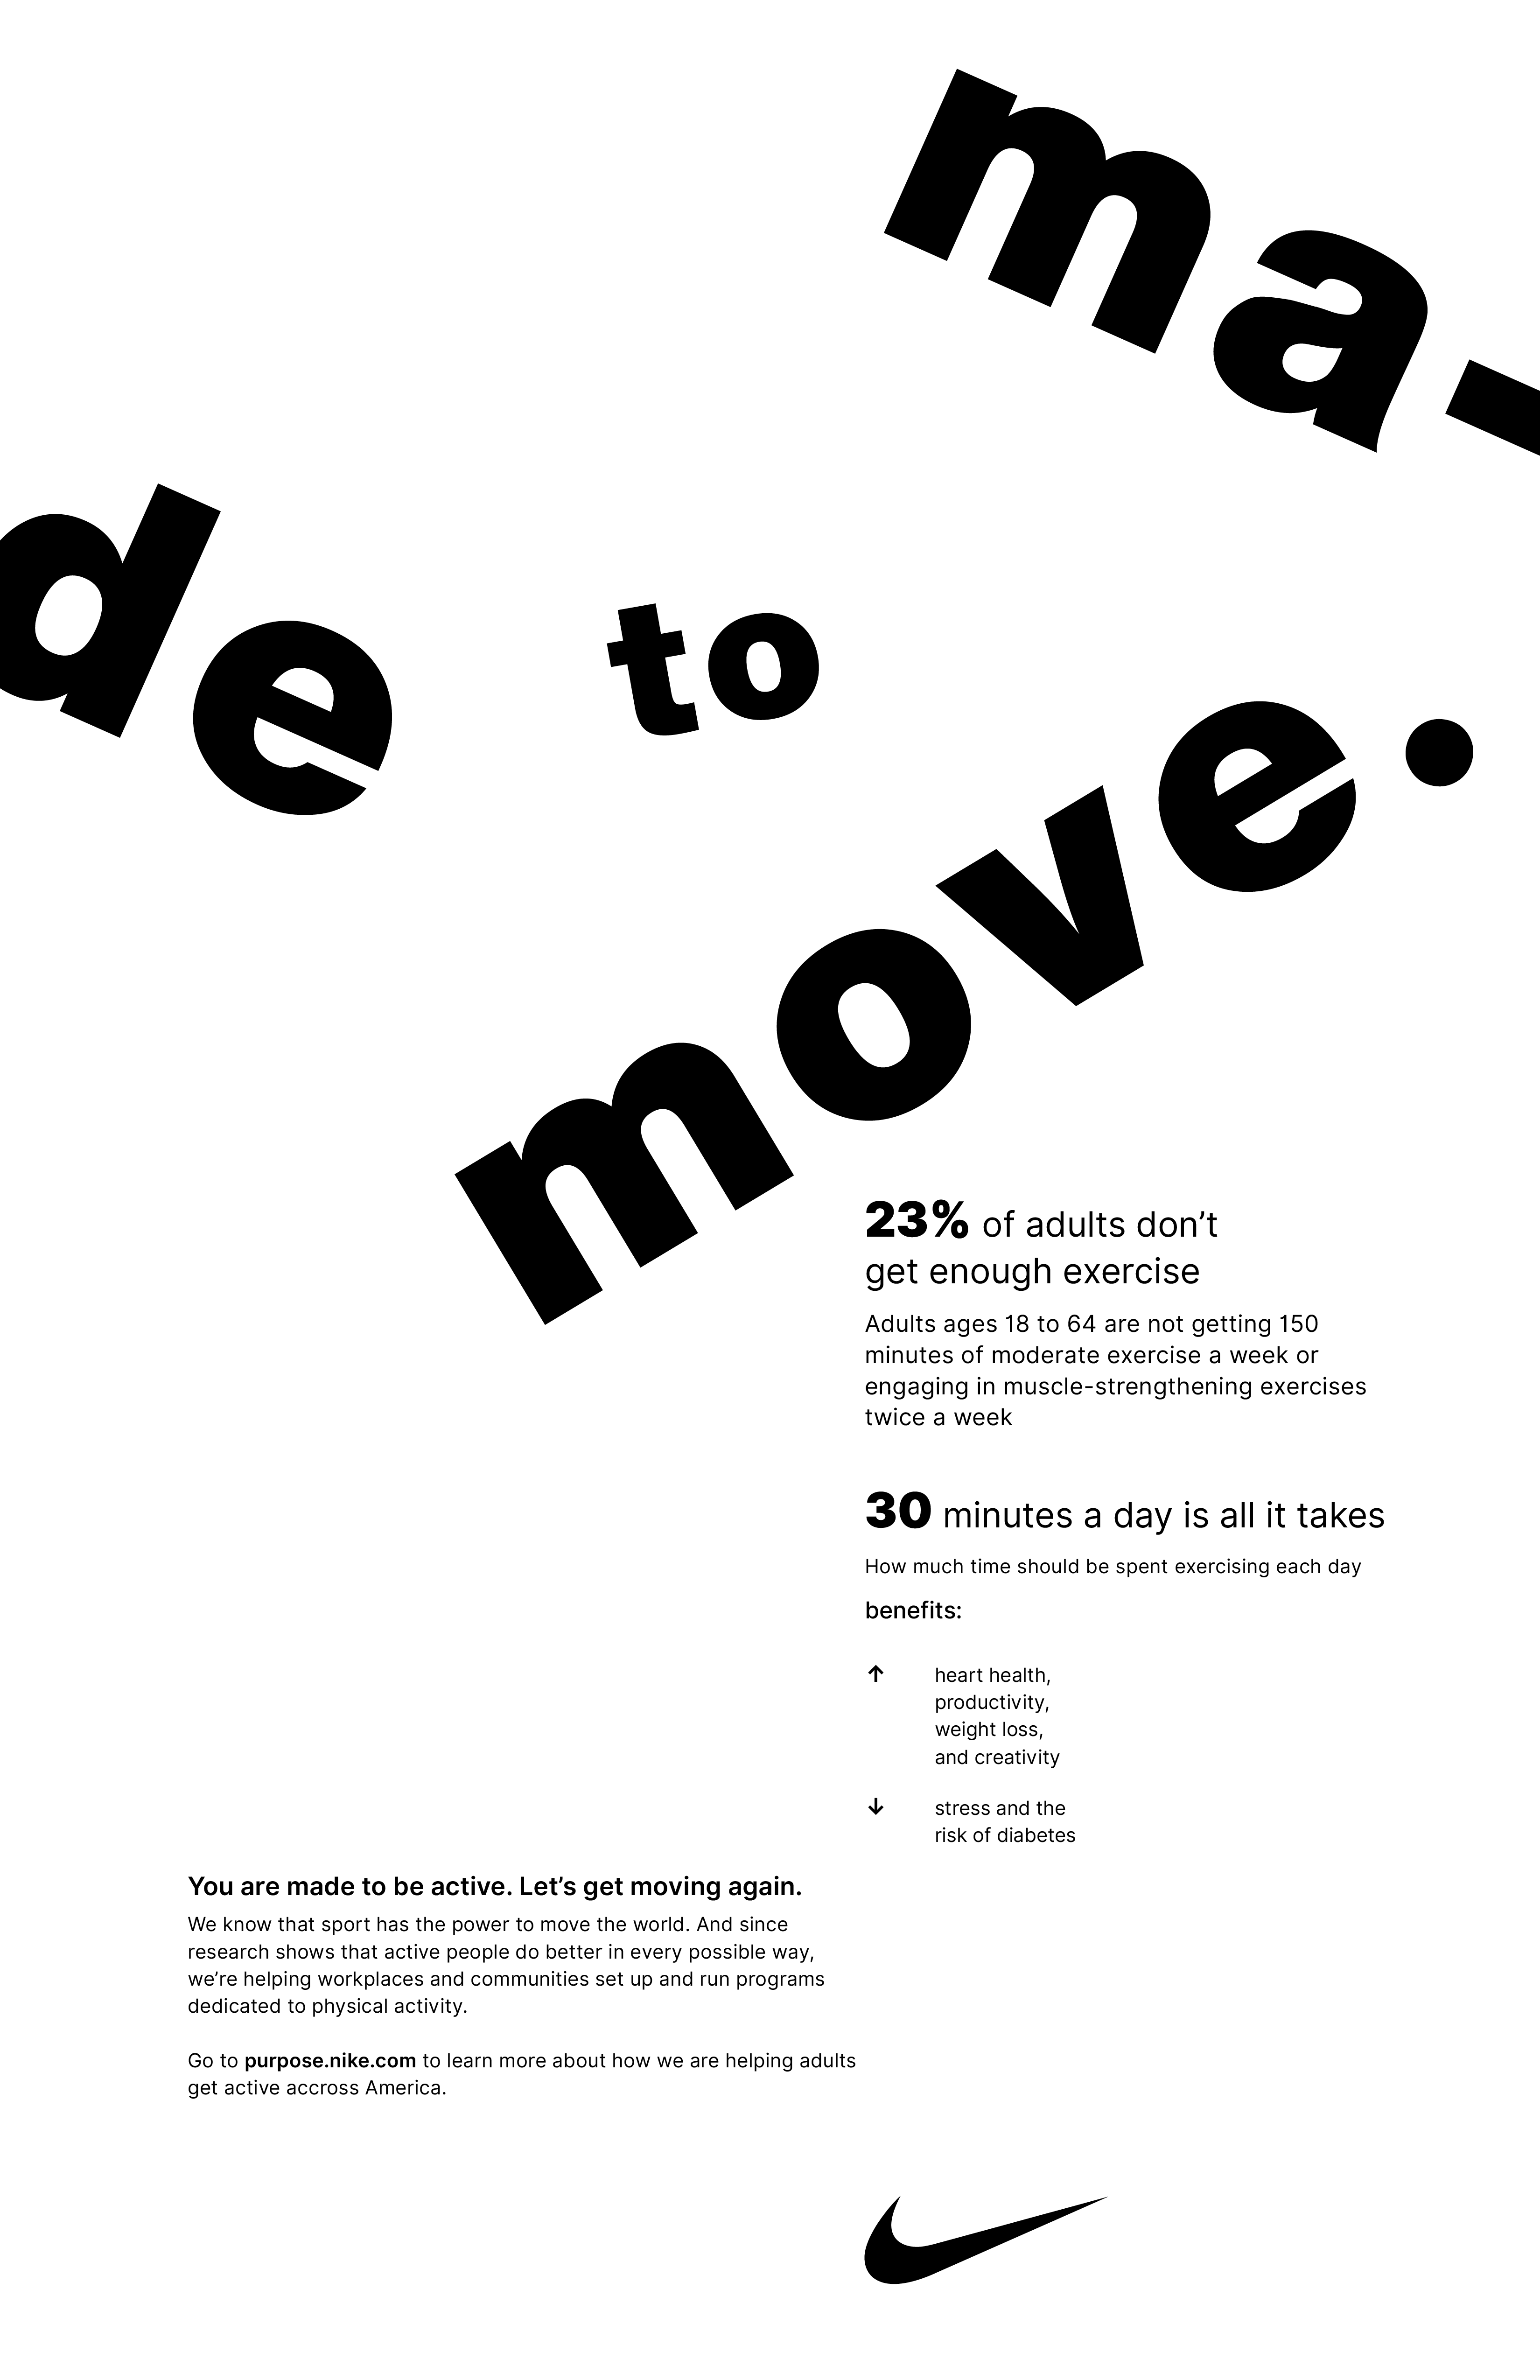 ma-
de to
move.
23% of adults don’t
get enough exercise
Adults ages 18 to 64 are not getting 150
minutes of moderate exercise a week or
engaging in muscle-strengthening exercises
twice a week
30 minutes a day is all it takes
How much time should be spent exercising each day
benefits:
↑ heart health,
productivity,
weight loss,
and creativity
↓ stress and the
risk of diabetes
You are made to be active. Let’s get moving again.
We know that sport has the power to move the world. And since
research shows that active people do better in every possible way,
we’re helping workplaces and communities set up and run programs
dedicated to physical activity.
Go to purpose.nike.com to learn more about how we are helping adults
get active accross America.